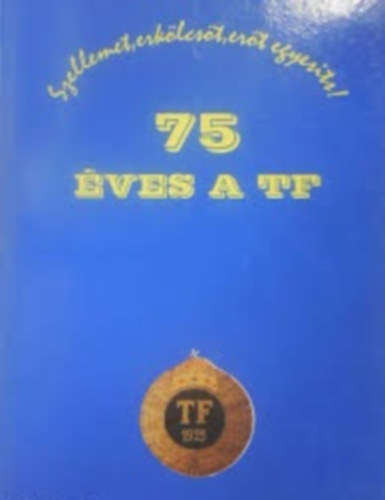 Szellemet, erkölcsöt, erőt egyesíts!
75
ÉVES A TF
TF
1925